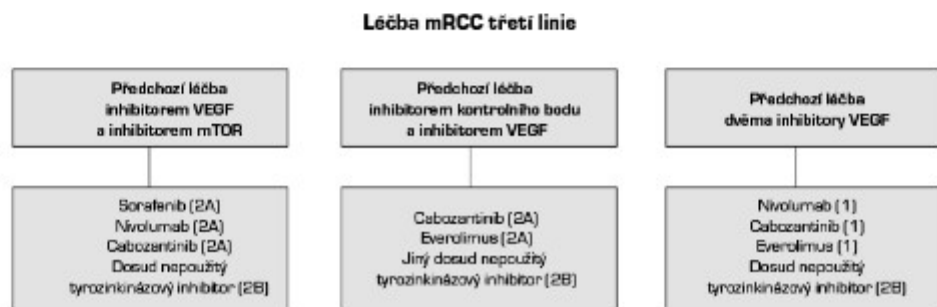 Léčba mRCC třetí linie
Předchozí léčba
inhibitorem VEGF
a inhibitorem mTOR
Sorafenib (2A)
Nivolumab (2A)
Cabozantinib (2A)
Dosud nepoužitý
tyrozinkinázový inhibitor (2B)
Předchozí léčba
inhibitorem kontrolního bodu
a inhibitorem VEGF
Cabozantinib (2A)
Everolimus (2A)
Jiný dosud nepoužitý
tyrozinkinázový inhibitor (2B)
Předchozí léčba
dvěma inhibitory VEGF
Nivolumab (1)
Cabozantinib (1)
Everolimus (1)
Dosud nepoužitý
tyrozinkinázový inhibitor (2B)